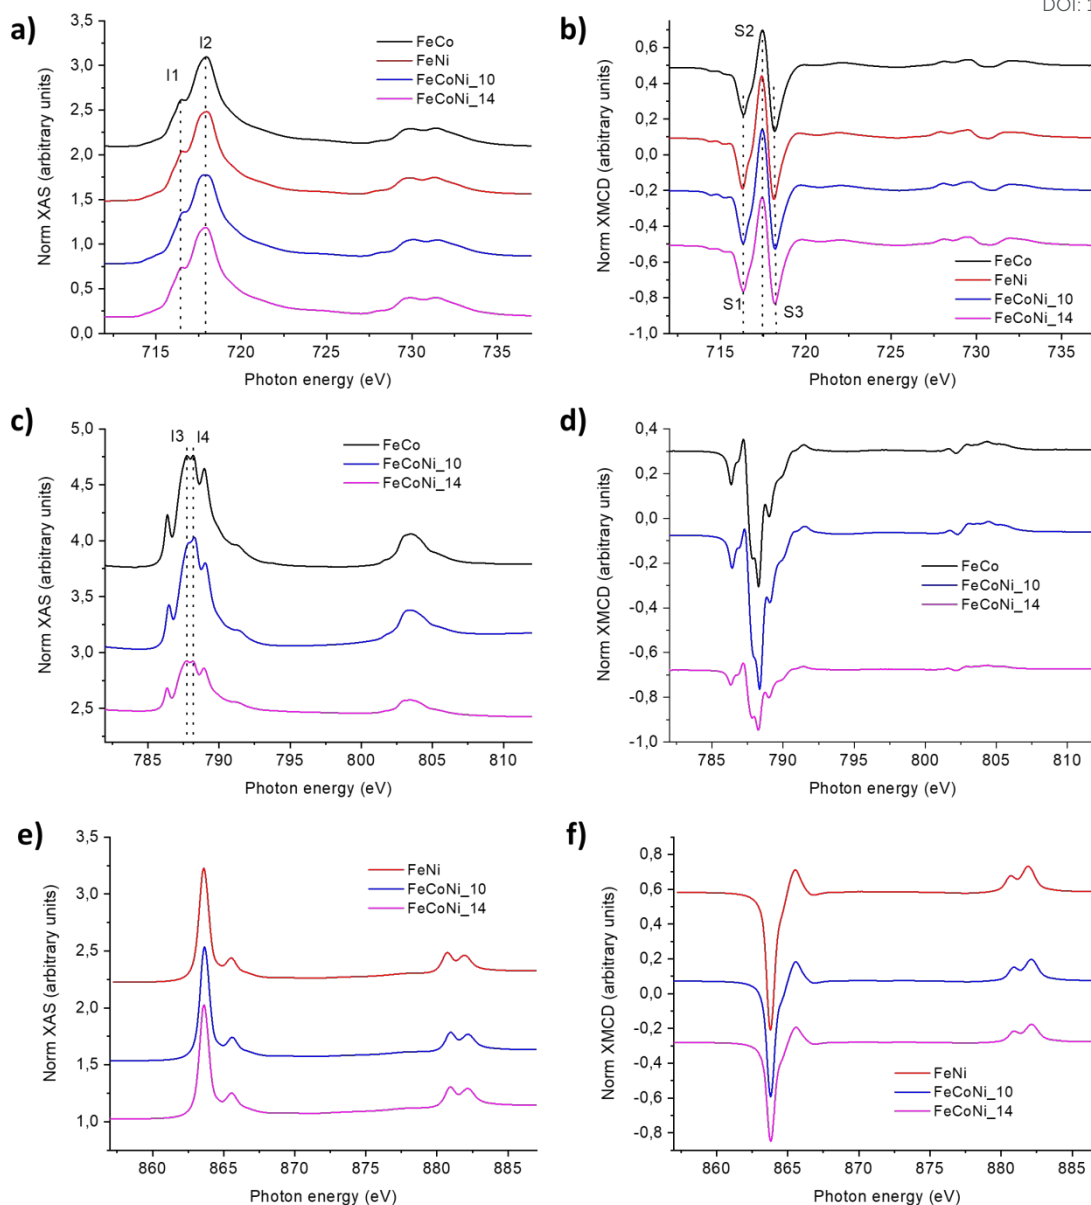 DOI: 1
a)
3,5
3,0
2,5
2,0
1,5
1,0
0,5
0,0
Norm XAS (arbitrary units)
I1
I2
FeCo
FeNi
FeCoNi_10
FeCoNi_14
715
720
725
730
735
Photon energy (eV)
b)
0,6
0,4
0,2
0,0
-0,2
-0,4
-0,6
-0,8
-1,0
Norm XMCD (arbitrary units)
S2
S1
S3
FeCo
FeNi
FeCoNi_10
FeCoNi_14
715
720
725
730
735
Photon energy (eV)
c)
5,0
4,5
4,0
3,5
3,0
2,5
Norm XAS (arbitrary units)
I3
I4
FeCo
FeCoNi_10
FeCoNi_14
785
790
795
800
805
810
Photon energy (eV)
d)
0,4
0,2
0,0
-0,2
-0,4
-0,6
-0,8
-1,0
Norm XMCD (arbitrary units)
FeCo
FeCoNi_10
FeCoNi_14
785
790
795
800
805
810
Photon energy (eV)
e)
3,5
3,0
2,5
2,0
1,5
1,0
Norm XAS (arbitrary units)
FeNi
FeCoNi_10
FeCoNi_14
860
865
870
875
880
885
Photon energy (eV)
f)
0,8
0,6
0,4
0,2
0,0
-0,2
-0,4
-0,6
-0,8
Norm XMCD (arbitrary units)
FeNi
FeCoNi_10
FeCoNi_14
860
865
870
875
880
885
Photon energy (eV)